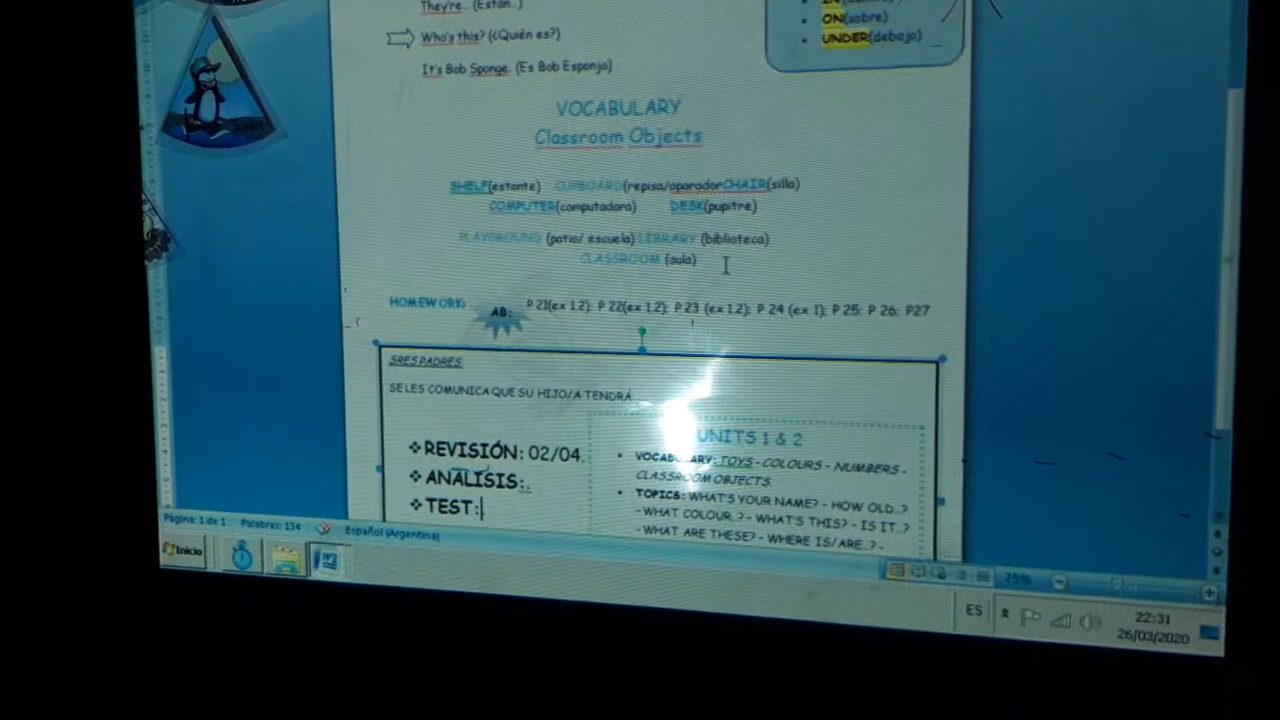 They're.. (Están..)
Who's this? (¿Quién es?)
It's Bob Sponge. (Es Bob Esponja)
ON(sobre)
UNDER(debajo)
SUNNY
VOCABULARY
Classroom Objects
SHELF(estante) CUPBOARD(repisa/aparadorCHAIR(silla)
COMPUTER(computadora) DESK(pupitre)
PLAYGROUND (patio/ escuela) LIBRARY (biblioteca)
CLASSROOM (aula)
HOMEWORK: AB: P 21(ex 1.2); P 22(ex 1.2); P 23 (ex 1.2); P 24 (ex 1); P 25; P 26; P27
SRES PADRES:
SE LES COMUNICA QUE SU HIJO/A TENDRÁ
❖REVISIÓN: 02/04.
❖ANALISIS:.
❖TEST:
UNITS 1 & 2
• VOCABULARY: TOYS - COLOURS - NUMBERS -
CLASSROOM OBJECTS.
• TOPICS: WHAT'S YOUR NAME? - HOW OLD..?
- WHAT COLOUR..? - WHAT'S THIS? - IS IT..?
- WHAT ARE THESE? - WHERE IS/ARE..? -
Página: 1 de 1 Palabras: 134 Español (Argentina) 75%
Inicio
ES
22:31
26/03/2020